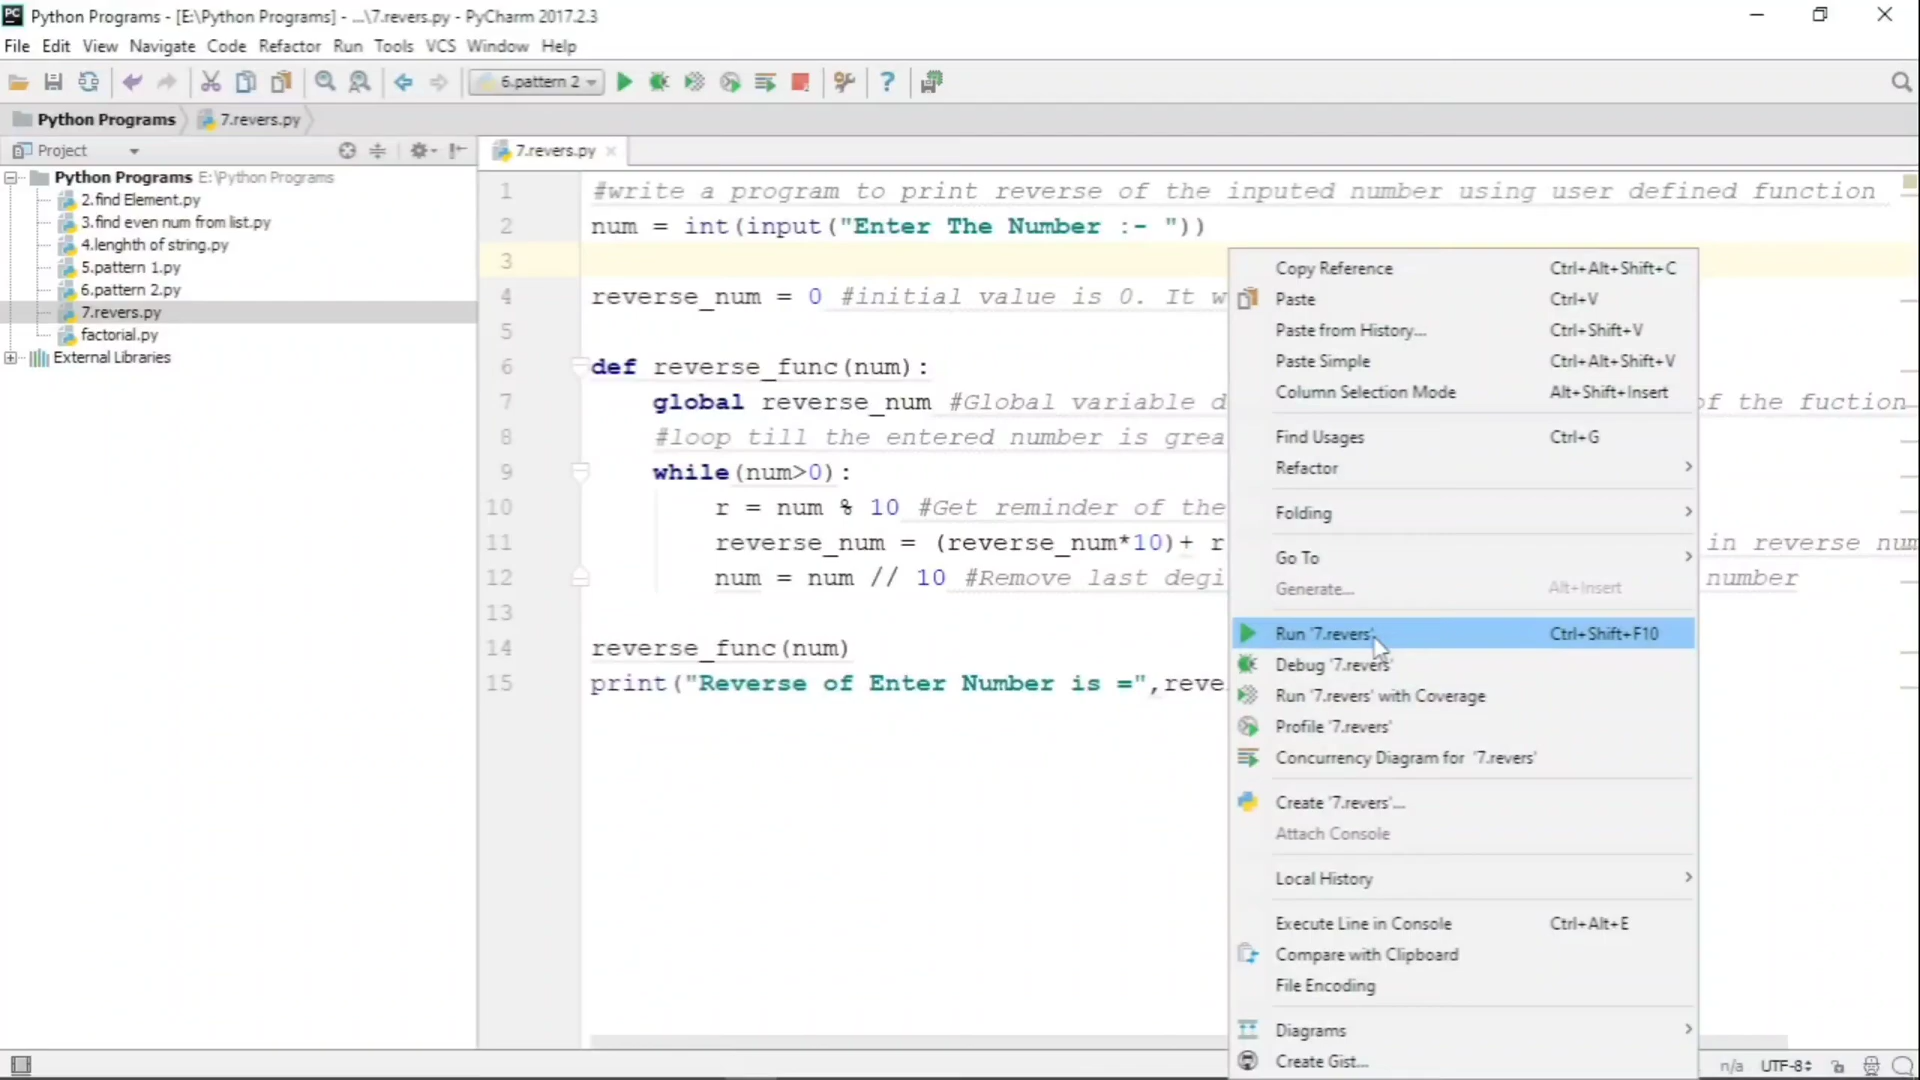 Python Programs - [E:\Python Programs] - ...\7.revers.py - PyCharm 2017.2.3
File Edit View Navigate Code Refactor Run Tools VCS Window Help
6.pattern 2
Python Programs 7.revers.py
Project
7.revers.py
Python Programs E:\Python Programs
2.find Element.py
3.find even num from list.py
4.lenghth of string.py
5.pattern 1.py
6.pattern 2.py
7.revers.py
factorial.py
External Libraries
1 #write a program to print reverse of the inputed number using user defined function
2 num = int(input("Enter The Number :- "))
3
4 reverse_num = 0 #initial value is 0. It w
5
6 def reverse_func(num):
7 global reverse_num #Global variable d of the fuction
8 #loop till the entered number is grea
9 while(num>0):
10 r = num % 10 #Get reminder of the
11 reverse_num = (reverse_num*10)+ r in reverse num
12 num = num // 10 #Remove last degi number
13
14 reverse_func(num)
15 print("Reverse of Enter Number is =",reve
Copy Reference Ctrl+Alt+Shift+C
Paste Ctrl+V
Paste from History... Ctrl+Shift+V
Paste Simple Ctrl+Alt+Shift+V
Column Selection Mode Alt+Shift+Insert
Find Usages Ctrl+G
Refactor
Folding
Go To
Generate... Alt+Insert
Run '7.revers' Ctrl+Shift+F10
Debug '7.revers'
Run '7.revers' with Coverage
Profile '7.revers'
Concurrency Diagram for '7.revers'
Create '7.revers'...
Attach Console
Local History
Execute Line in Console Ctrl+Alt+E
Compare with Clipboard
File Encoding
Diagrams
Create Gist...
n/a UTF-8